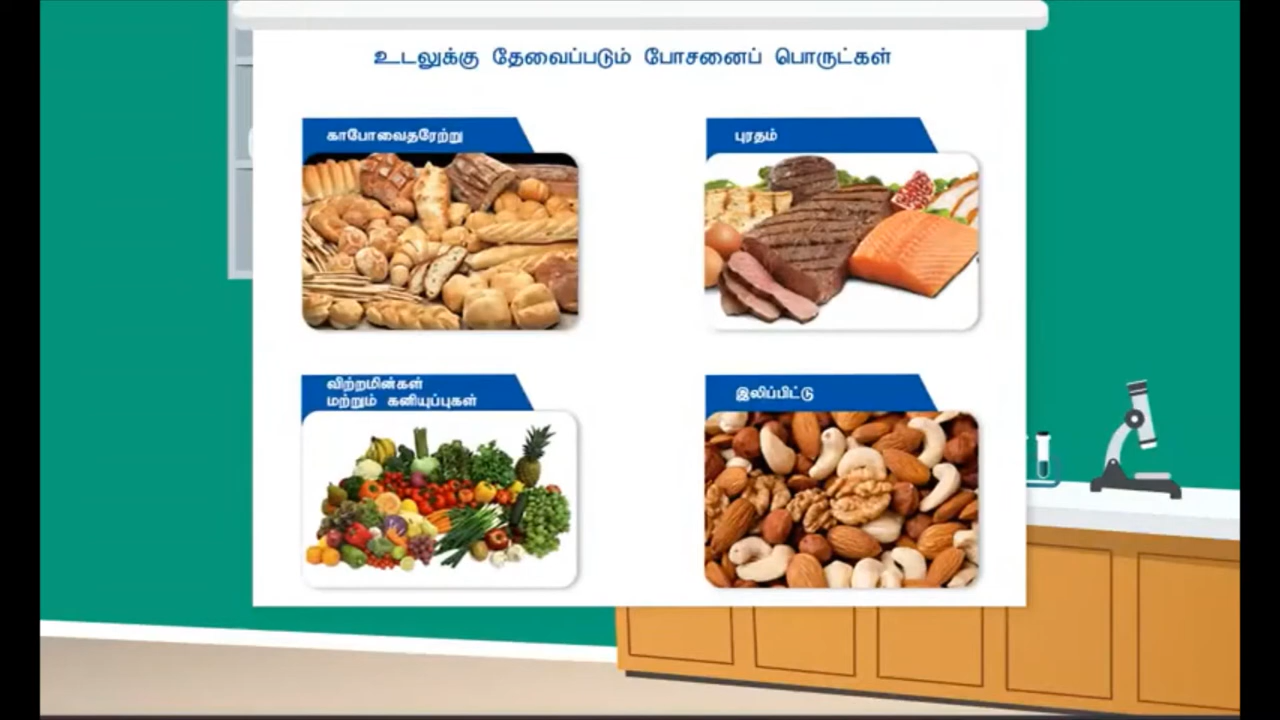 உடலுக்கு தேவைப்படும் போசனைப் பொருட்கள்
காபோவைதரேற்று
புரதம்
விற்றமின்கள்
மற்றும் கனியுப்புகள்
இலிப்பிட்டு